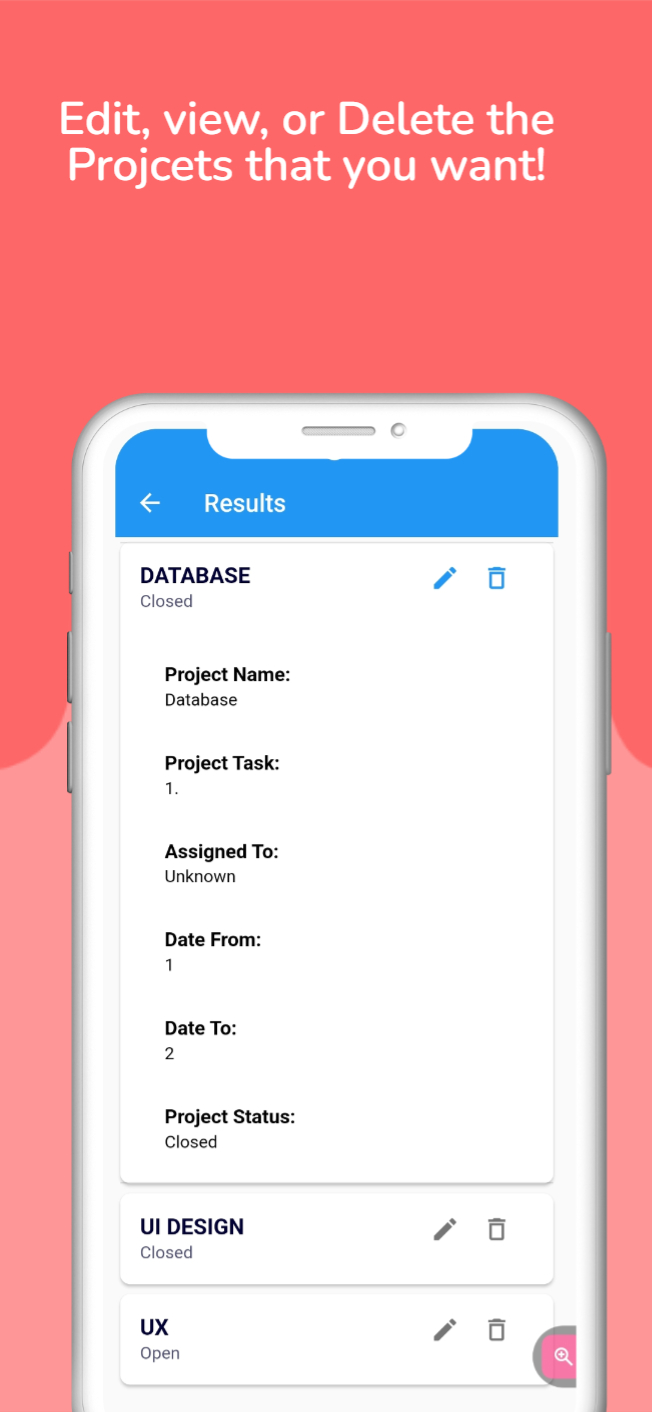 Edit, view, or Delete the
Projcets that you want!
Results
DATABASE
Closed
Project Name:
Database
Project Task:
1.
Assigned To:
Unknown
Date From:
1
Date To:
2
Project Status:
Closed
UI DESIGN
Closed
UX
Open